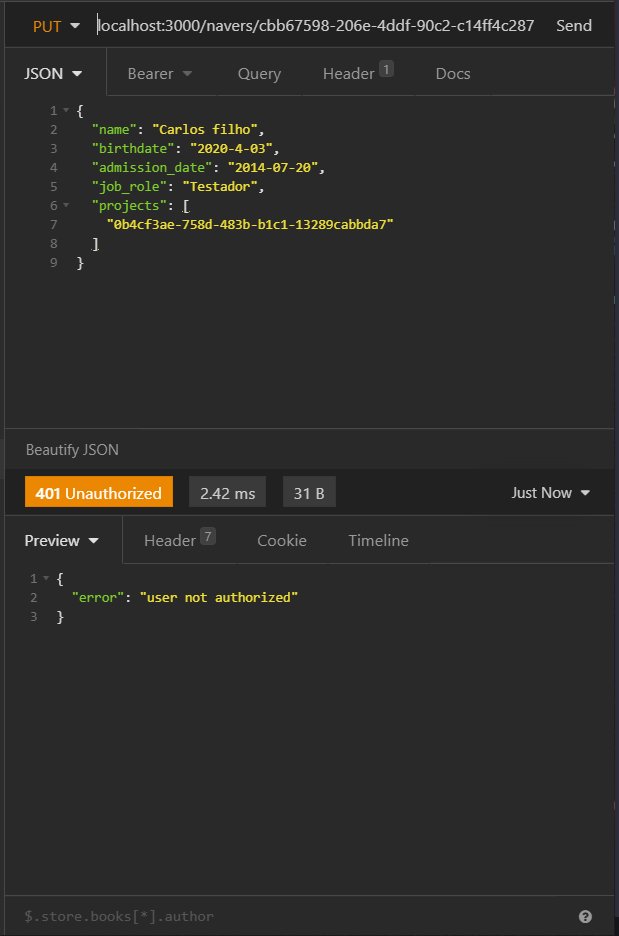 PUT localhost:3000/navers/cbb67598-206e-4ddf-90c2-c14ff4c287 Send
JSON Bearer Query Header 1 Docs
1 {
2 "name": "Carlos filho",
3 "birthdate": "2020-4-03",
4 "admission_date": "2014-07-20",
5 "job_role": "Testador",
6 "projects": [
7 "0b4cf3ae-758d-483b-b1c1-13289cabbda7"
8 ]
9 }
Beautify JSON
401 Unauthorized 2.42 ms 31 B Just Now
Preview Header 7 Cookie Timeline
1 {
2 "error": "user not authorized"
3 }
$.store.books[*].author ?